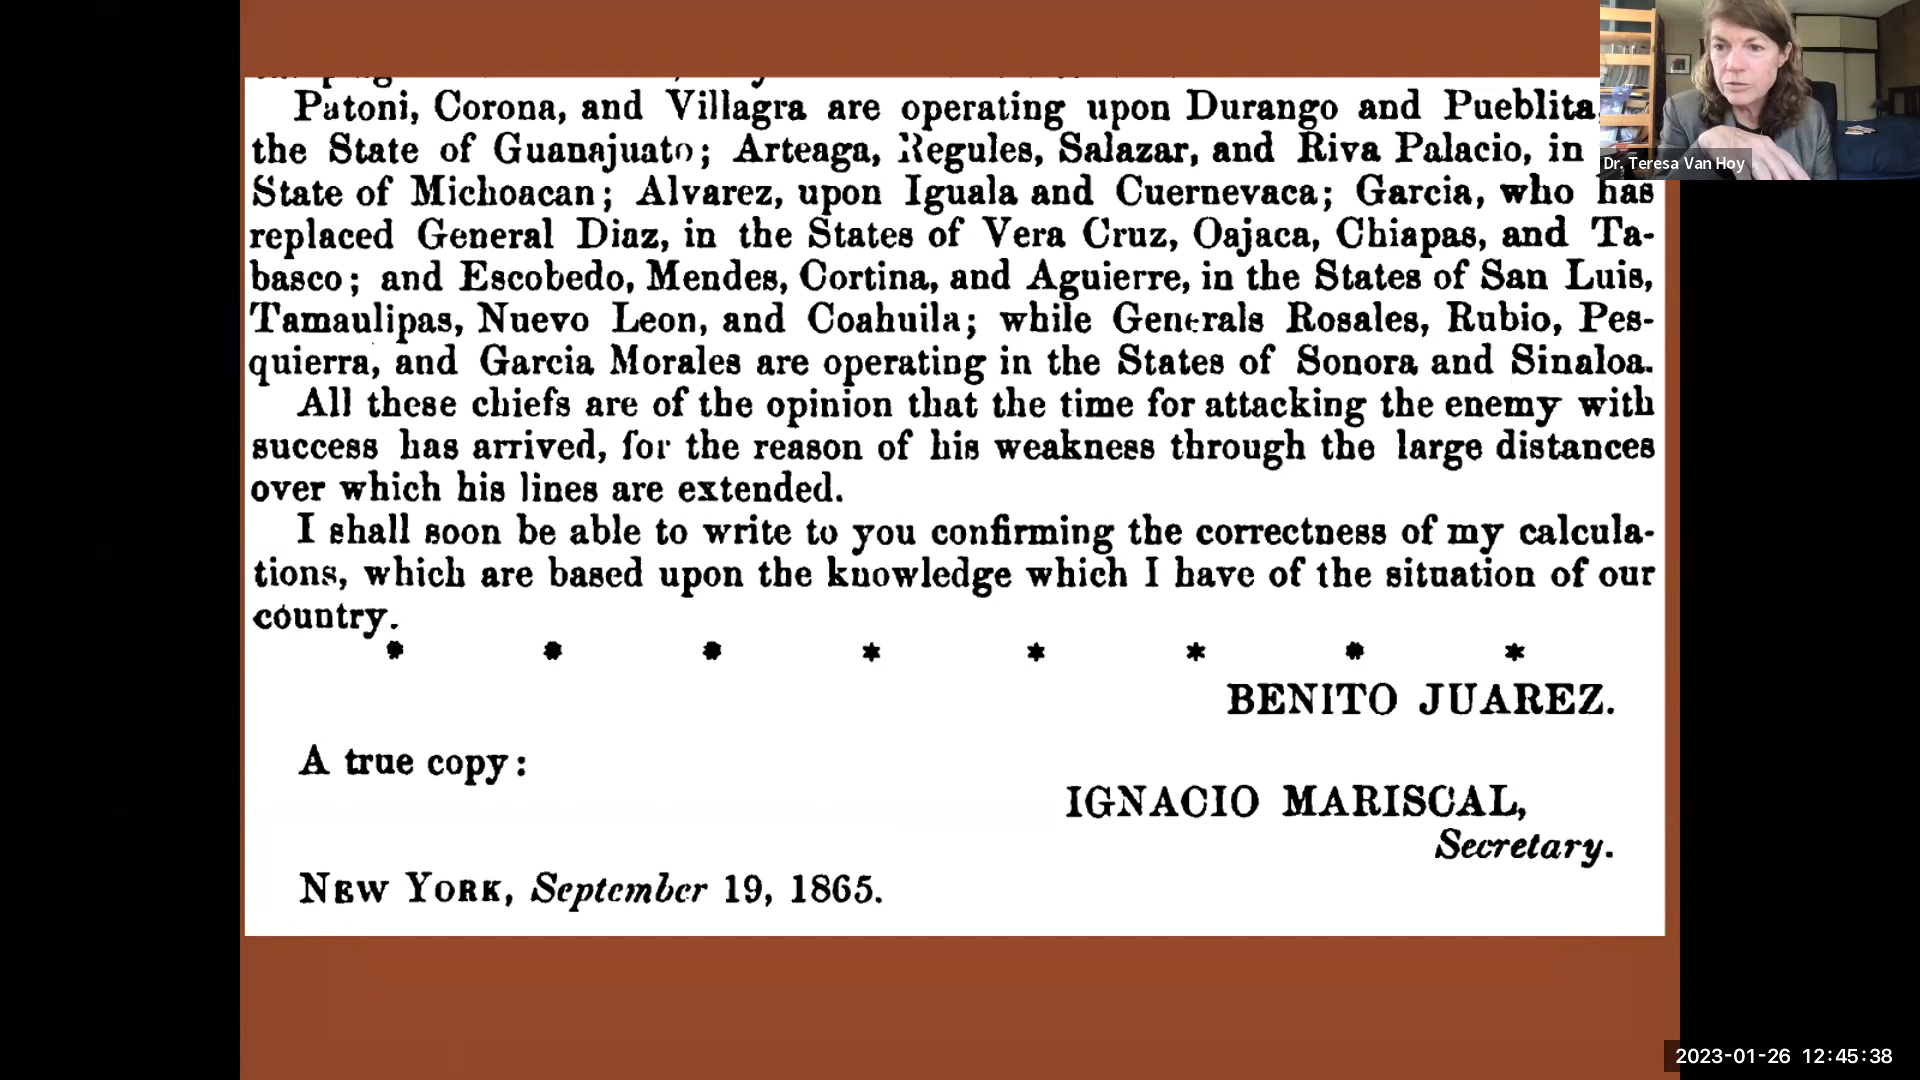 Patoni, Corona, and Villagra are operating upon Durango and Pueblita,
the State of Guanajuato; Arteaga, Regules, Salazar, and Riva Palacio, in
State of Michoacan; Alvarez, upon Iguala and Cuernevaca; Garcia, who has
replaced General Diaz, in the States of Vera Cruz, Oajaca, Chiapas, and Ta-
basco; and Escobedo, Mendes, Cortina, and Aguierre, in the States of San Luis,
Tamaulipas, Nuevo Leon, and Coahuila; while Generals Rosales, Rubio, Pes-
quierra, and Garcia Morales are operating in the States of Sonora and Sinaloa.
All these chiefs are of the opinion that the time for attacking the enemy with
success has arrived, for the reason of his weakness through the large distances
over which his lines are extended.
I shall soon be able to write to you confirming the correctness of my calcula-
tions, which are based upon the knowledge which I have of the situation of our
country.
* * * * * * * *
BENITO JUAREZ.
A true copy:
IGNACIO MARISCAL,
Secretary.
NEW YORK, September 19, 1865.
Dr. Teresa Van Hoy
2023-01-26 12:45:38